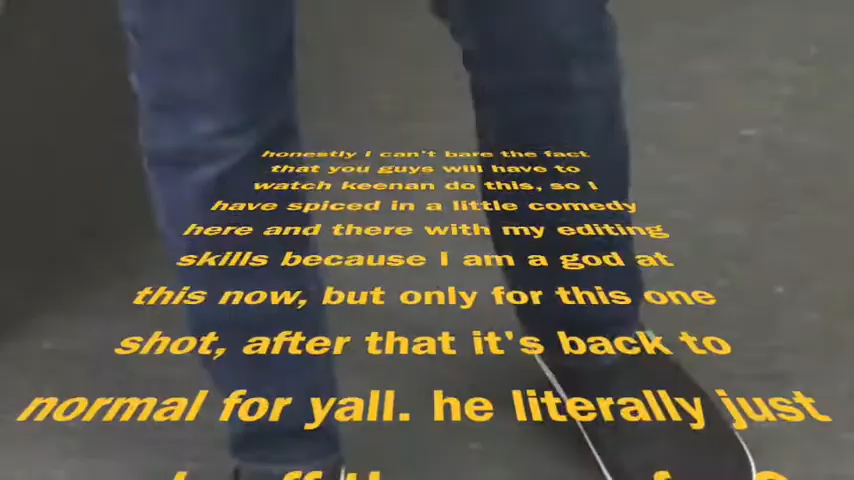 honestly I can't bare the fact
that you guys will have to
watch keenan do this, so I
have spiced in a little comedy
here and there with my editing
skills because I am a god at
this now, but only for this one
shot, after that it's back to
normal for yall. he literally just